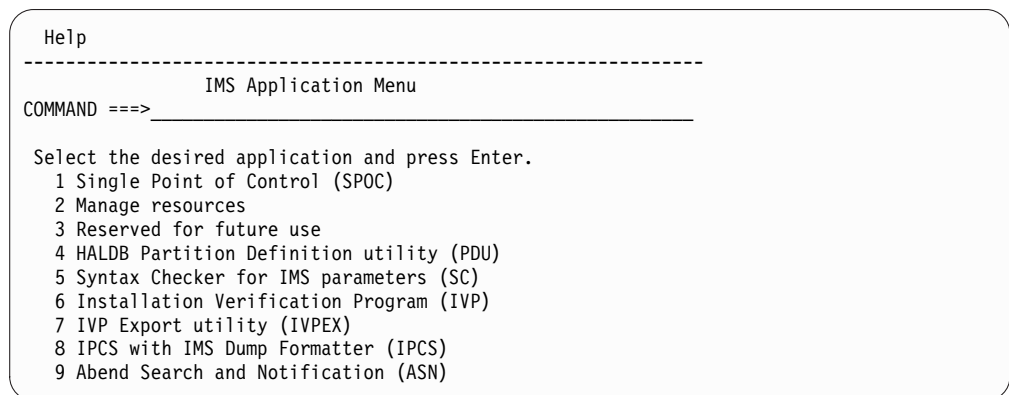 Help
-----------------------------------------------------------------
IMS Application Menu
COMMAND ===>____________________________________________________
Select the desired application and press Enter.
1 Single Point of Control (SPOC)
2 Manage resources
3 Reserved for future use
4 HALDB Partition Definition utility (PDU)
5 Syntax Checker for IMS parameters (SC)
6 Installation Verification Program (IVP)
7 IVP Export utility (IVPEX)
8 IPCS with IMS Dump Formatter (IPCS)
9 Abend Search and Notification (ASN)